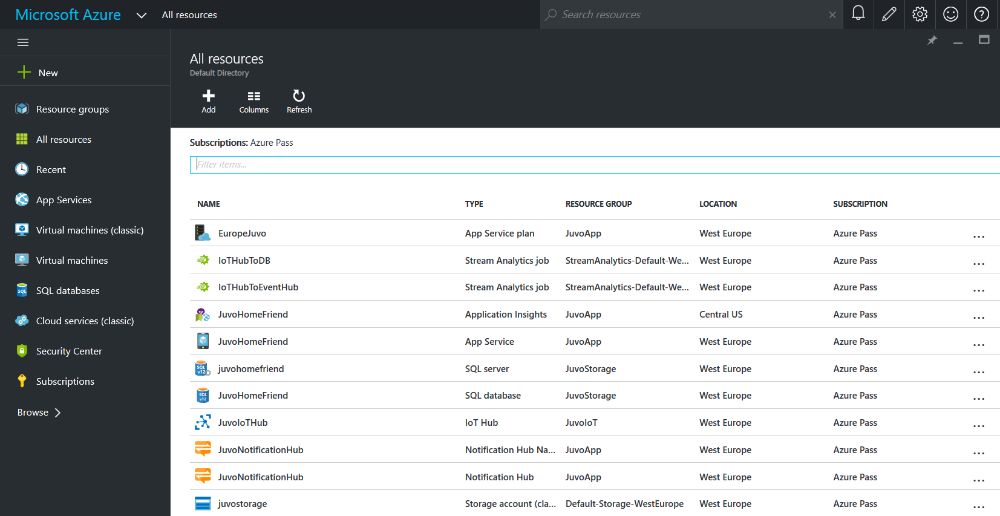 Microsoft Azure All resources Search resources
New
Resource groups
All resources
Recent
App Services
Virtual machines (classic)
Virtual machines
SQL databases
Cloud services (classic)
Security Center
Subscriptions
Browse
All resources
Default Directory
Add Columns Refresh
Subscriptions: Azure Pass
Filter items...
NAME TYPE RESOURCE GROUP LOCATION SUBSCRIPTION
EuropeJuvo App Service plan JuvoApp West Europe Azure Pass ...
IoTHubToDB Stream Analytics job StreamAnalytics-Default-We... West Europe Azure Pass ...
IoTHubToEventHub Stream Analytics job StreamAnalytics-Default-We... West Europe Azure Pass ...
JuvoHomeFriend Application Insights JuvoApp Central US Azure Pass ...
JuvoHomeFriend App Service JuvoApp West Europe Azure Pass ...
juvohomefriend SQL server JuvoStorage West Europe Azure Pass ...
JuvoHomeFriend SQL database JuvoStorage West Europe Azure Pass ...
JuvoIoTHub IoT Hub JuvoIoT West Europe Azure Pass ...
JuvoNotificationHub Notification Hub Na... JuvoApp West Europe Azure Pass ...
JuvoNotificationHub Notification Hub JuvoApp West Europe Azure Pass ...
juvostorage Storage account (cla... Default-Storage-WestEurope West Europe Azure Pass ...